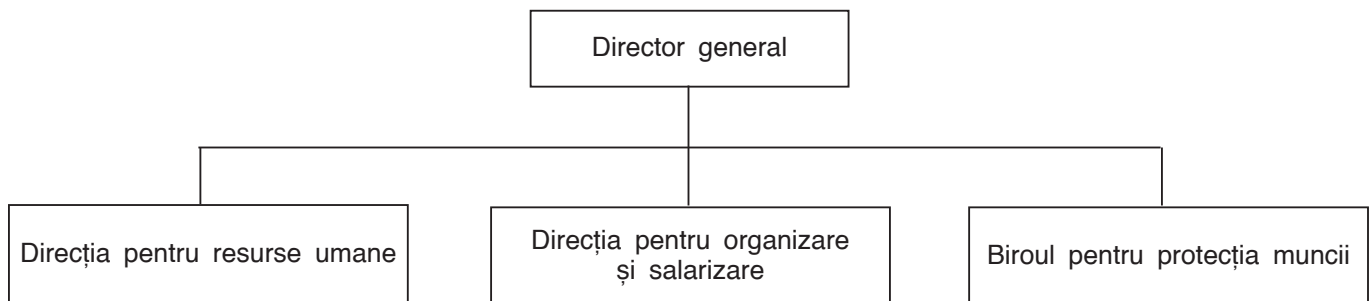 Director general
Direcția pentru resurse umane
Direcția pentru organizare
și salarizare
Biroul pentru protecția muncii